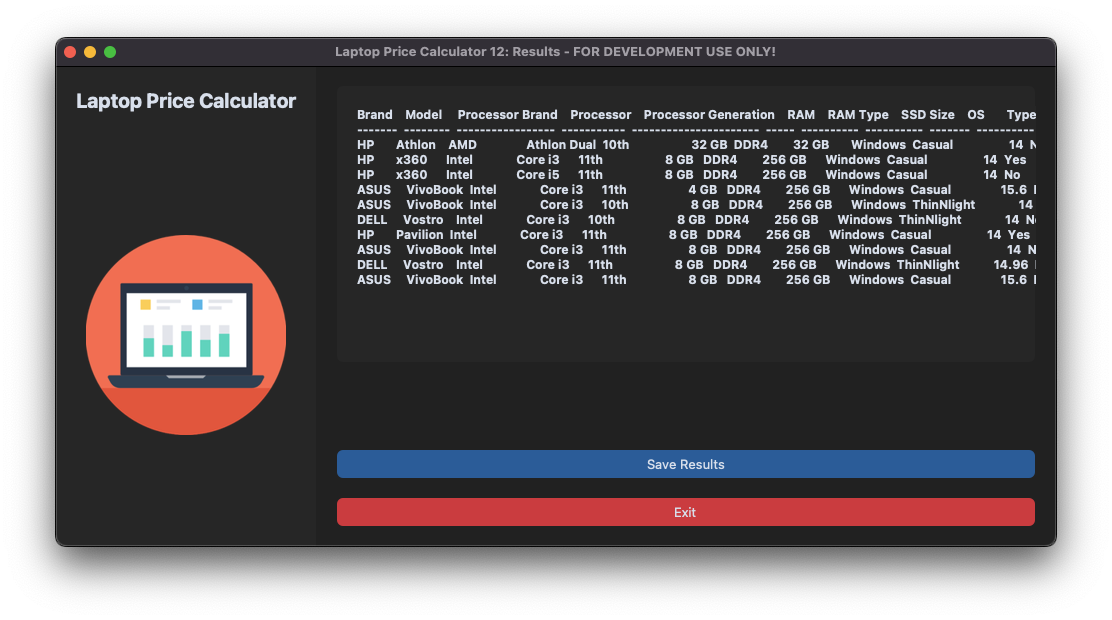 Laptop Price Calculator 12: Results - FOR DEVELOPMENT USE ONLY!
Laptop Price Calculator
Brand Model Processor Brand Processor Processor Generation RAM RAM Type SSD Size OS Type
------- -------- ----------------- ----------- ---------------------- ----- ---------- ---------- ------- ----------
HP Athlon AMD Athlon Dual 10th 32 GB DDR4 32 GB Windows Casual 14
HP x360 Intel Core i3 11th 8 GB DDR4 256 GB Windows Casual 14 Yes
HP x360 Intel Core i5 11th 8 GB DDR4 256 GB Windows Casual 14 No
ASUS VivoBook Intel Core i3 11th 4 GB DDR4 256 GB Windows Casual 15.6
ASUS VivoBook Intel Core i3 10th 8 GB DDR4 256 GB Windows ThinNlight 14
DELL Vostro Intel Core i3 10th 8 GB DDR4 256 GB Windows ThinNlight 14
HP Pavilion Intel Core i3 11th 8 GB DDR4 256 GB Windows Casual 14 Yes
ASUS VivoBook Intel Core i3 11th 8 GB DDR4 256 GB Windows Casual 14
DELL Vostro Intel Core i3 11th 8 GB DDR4 256 GB Windows ThinNlight 14.96
ASUS VivoBook Intel Core i3 11th 8 GB DDR4 256 GB Windows Casual 15.6
Save Results
Exit